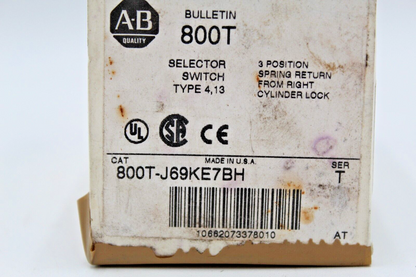 A-B
QUALITY
BULLETIN
800T
SELECTOR
SWITCH
TYPE 4,13
3 POSITION
SPRING RETURN
FROM RIGHT
CYLINDER LOCK
UL
SA
CE
CAT
MADE IN U.S.A.
SER
800T-J69KE7BH
T
10662073378010
AT